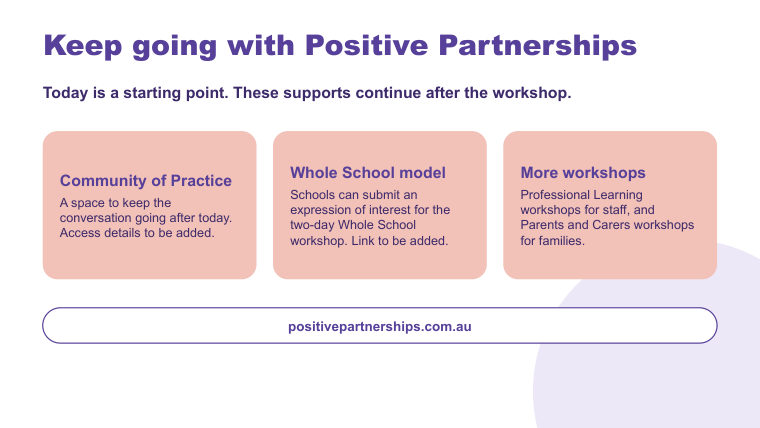 Keep going with Positive Partnerships
Today is a starting point. These supports continue after the workshop.
Community of Practice
A space to keep the
conversation going after today.
Access details to be added.
Whole School model
Schools can submit an
expression of interest for the
two-day Whole School
workshop. Link to be added.
More workshops
Professional Learning
workshops for staff, and
Parents and Carers workshops
for families.
positivepartnerships.com.au